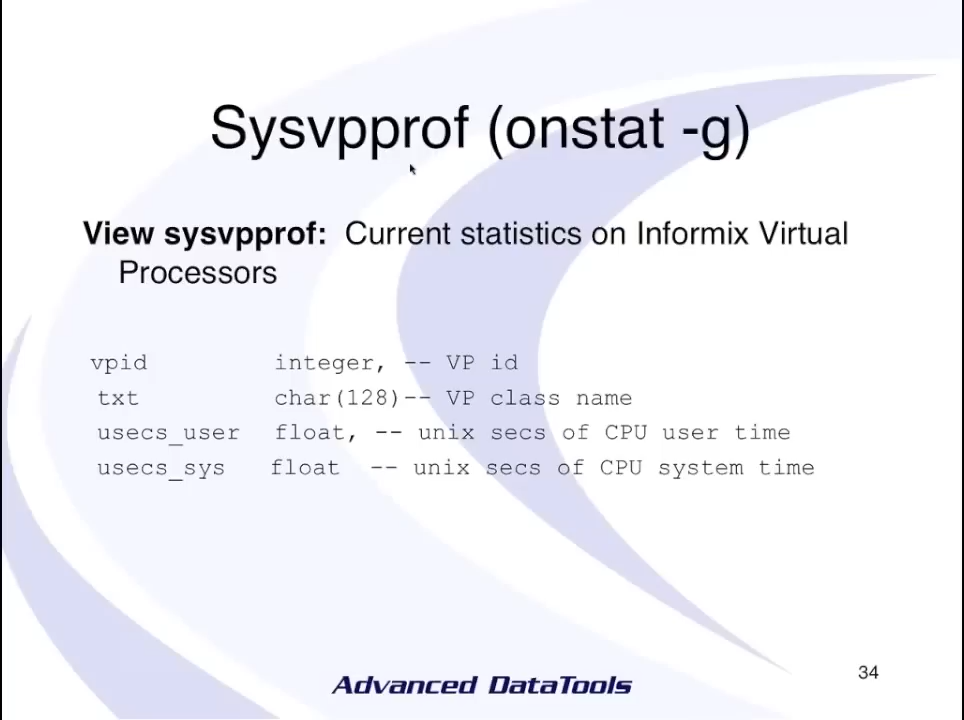 Sysvpprof (onstat -g)
View sysvpprof: Current statistics on Informix Virtual
Processors
vpid integer, -- VP id
txt char(128)-- VP class name
usecs_user float, -- unix secs of CPU user time
usecs_sys float -- unix secs of CPU system time
Advanced DataTools
34